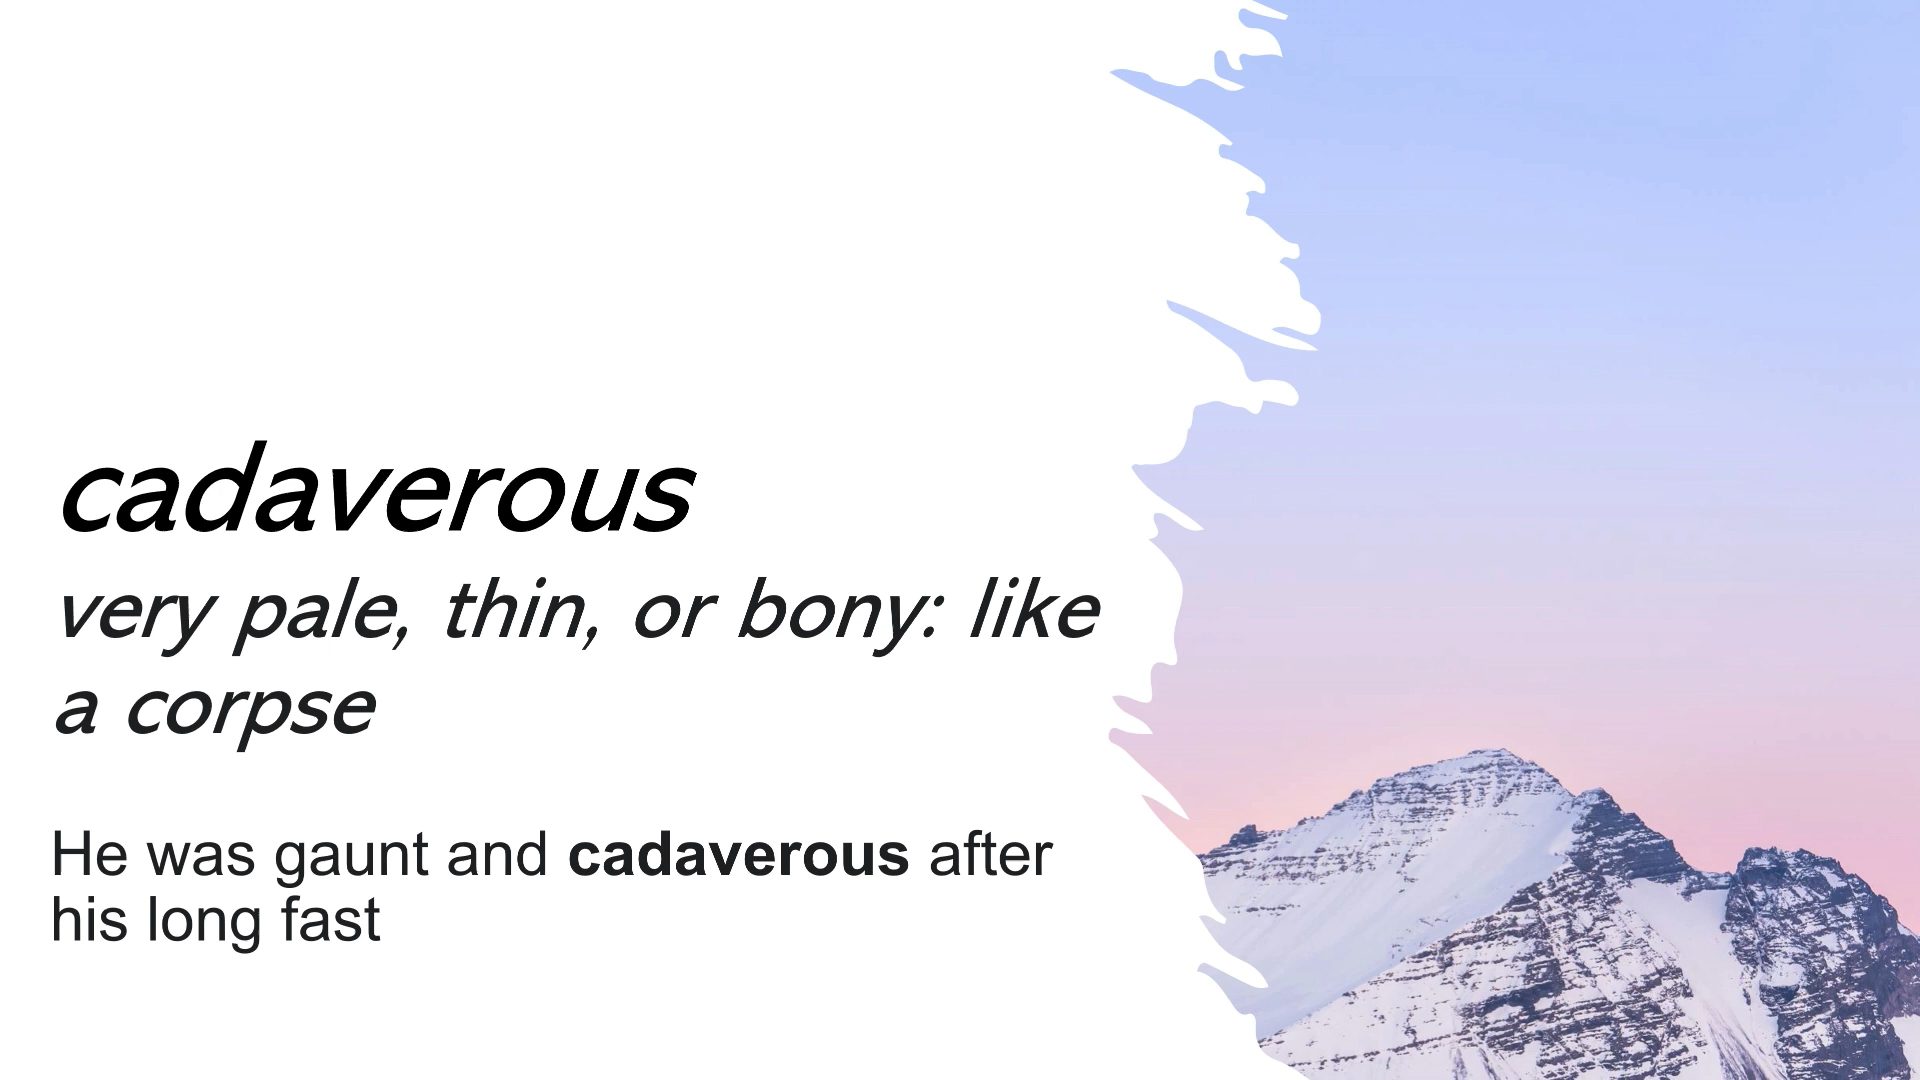 cadaverous
very pale, thin, or bony: like
a corpse
He was gaunt and cadaverous after
his long fast